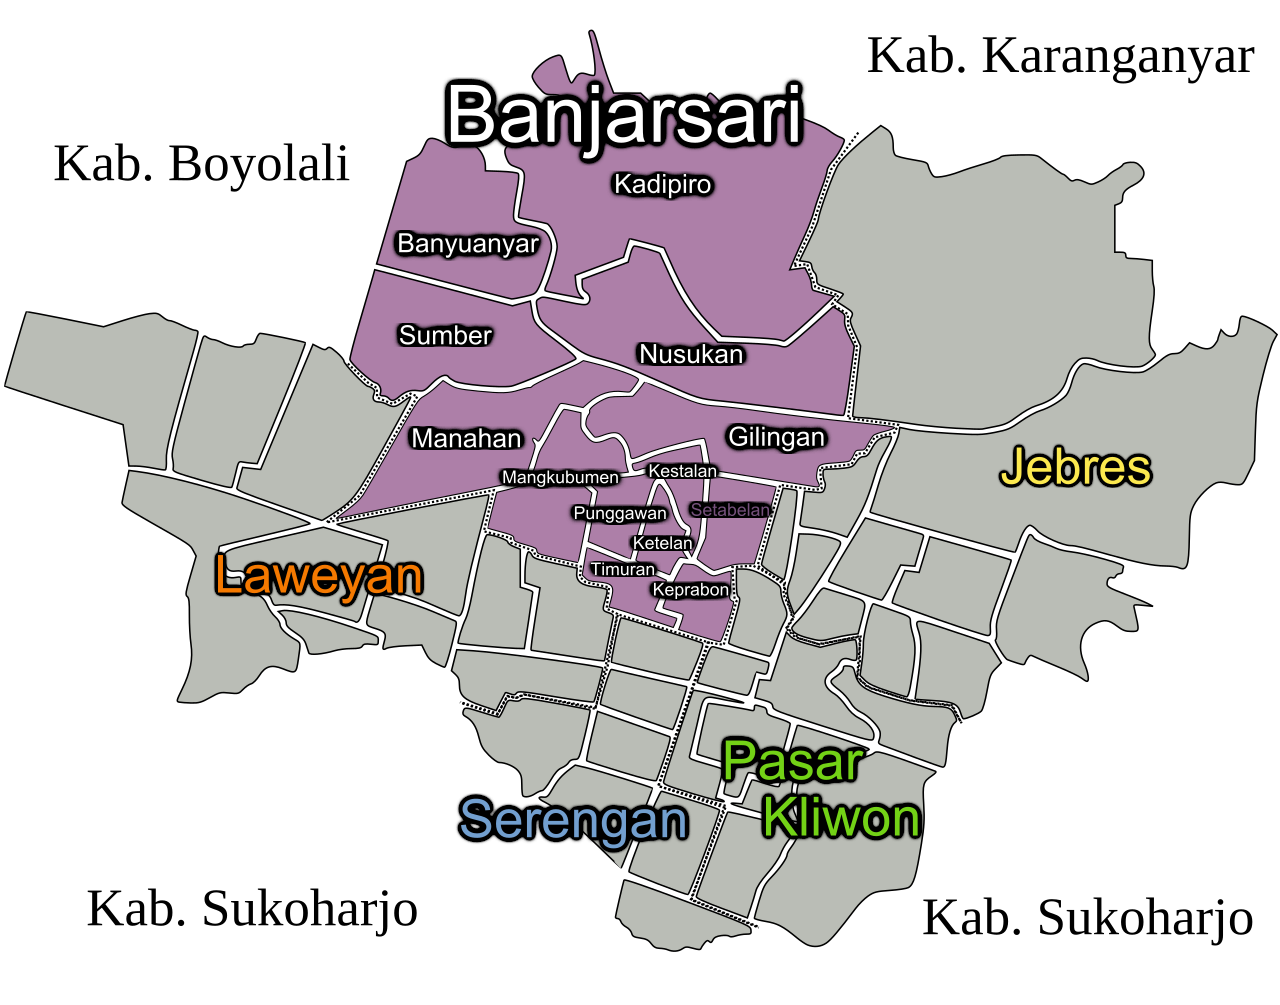 Kab. Karanganyar
Banjarsari
Kab. Boyolali
Kadipiro
Banyuanyar
Sumber
Nusukan
Manahan
Gilingan
Jebres
Mangkubumen
Kestalan
Punggawan
Setabelan
Ketelan
Timuran
Keprabon
Laweyan
Pasar
Kliwon
Serengan
Kab. Sukoharjo
Kab. Sukoharjo